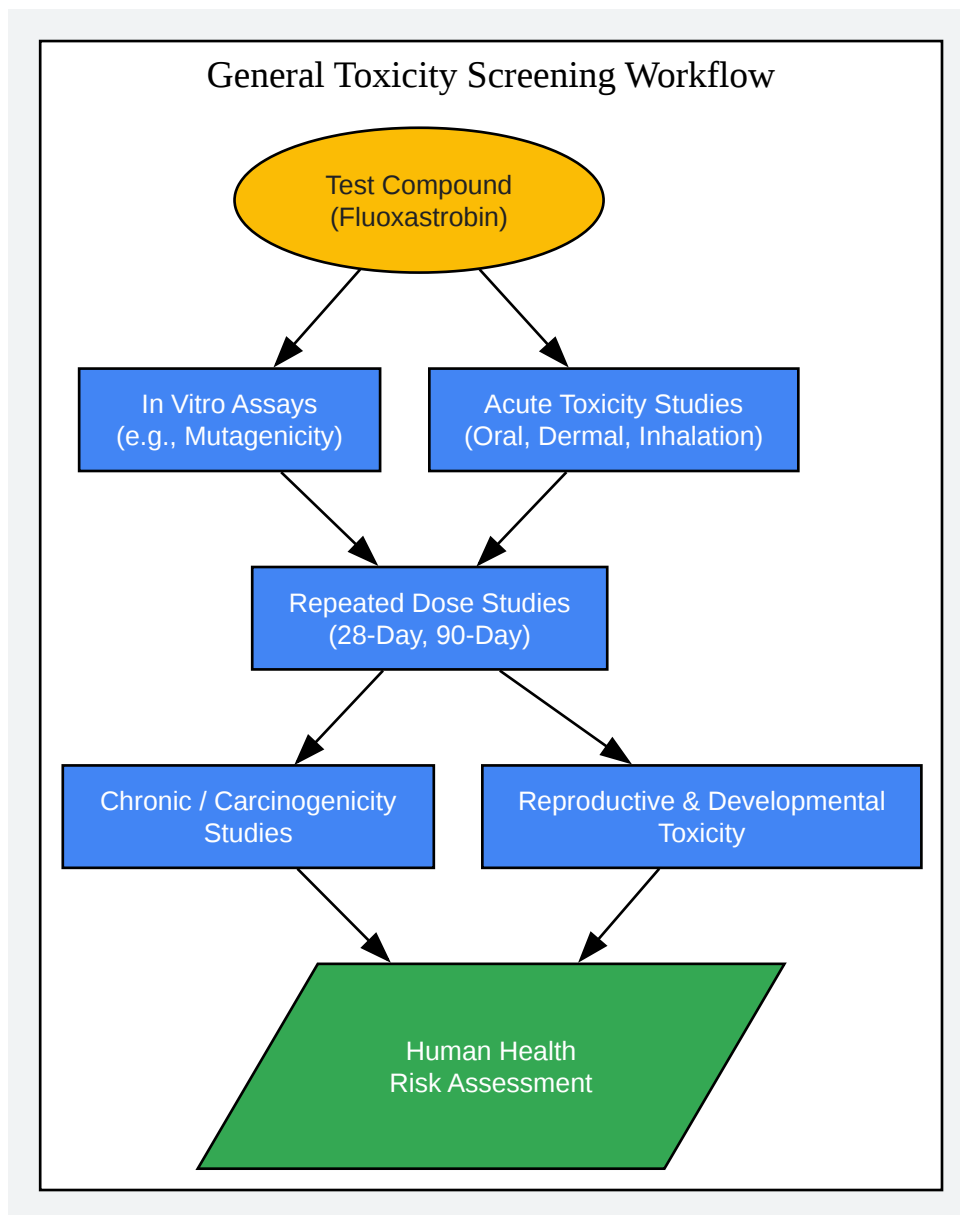 General Toxicity Screening Workflow
Test Compound
(Fluoxastrobin)
In Vitro Assays
(e.g., Mutagenicity)
Acute Toxicity Studies
(Oral, Dermal, Inhalation)
Repeated Dose Studies
(28-Day, 90-Day)
Chronic / Carcinogenicity
Studies
Reproductive & Developmental
Toxicity
Human Health
Risk Assessment